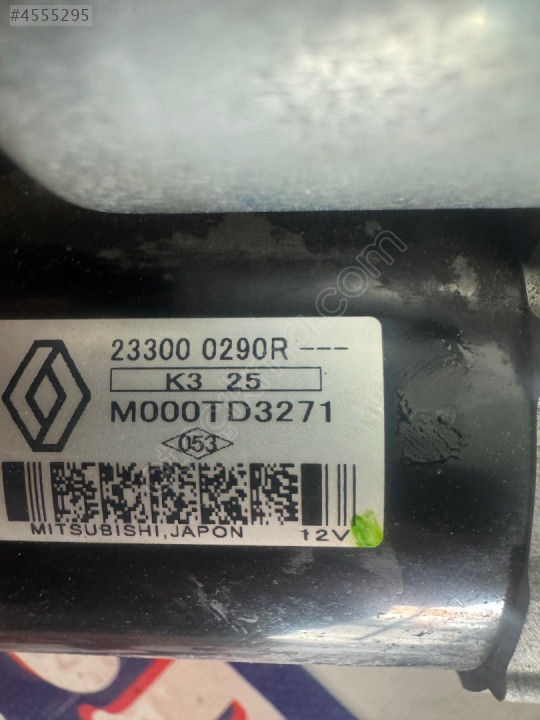 #4555295
23300 0290R ---
K3 25
M000TD3271
053
MITSUBISHI,JAPON 12V